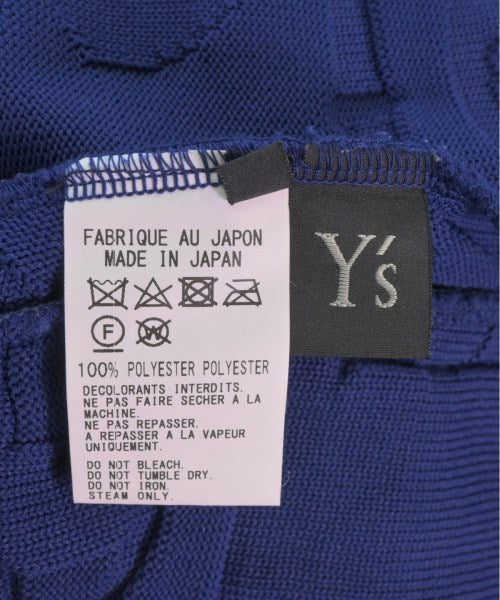 FABRIQUE AU JAPON
MADE IN JAPAN
F W
100% POLYESTER POLYESTER
DECOLORANTS INTERDITS.
NE PAS FAIRE SECHER A LA
MACHINE.
NE PAS REPASSER.
A REPASSER A LA VAPEUR
UNIQUEMENT.
DO NOT BLEACH.
DO NOT TUMBLE DRY.
DO NOT IRON.
STEAM ONLY.
Y's